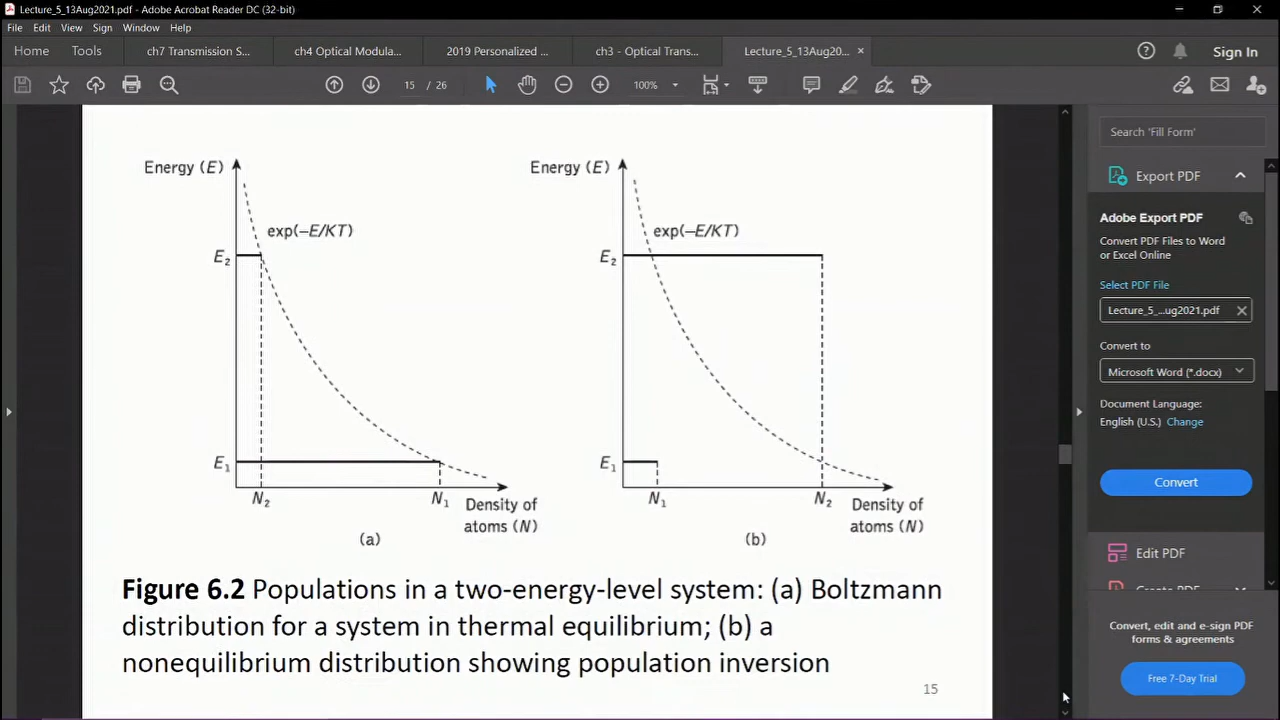 Lecture_5_13Aug2021.pdf - Adobe Acrobat Reader DC (32-bit)
File Edit View Sign Window Help
Home Tools ch7 Transmission S... ch4 Optical Modula... 2019 Personalized ... ch3 - Optical Trans... Lecture_5_13Aug20... × Sign In
15 / 26 100%
Search 'Fill Form'
Export PDF
Adobe Export PDF
Convert PDF Files to Word
or Excel Online
Select PDF File
Lecture_5_...ug2021.pdf
Convert to
Microsoft Word (*.docx)
Document Language:
English (U.S.) Change
Convert
Edit PDF
Create PDF
Convert, edit and e-sign PDF
forms & agreements
Free 7-Day Trial
Energy (E)
exp(–E/KT)
E2
E1
N2 N1 Density of
atoms (N)
(a)
Energy (E)
exp(–E/KT)
E2
E1
N1 N2 Density of
atoms (N)
(b)
Figure 6.2 Populations in a two-energy-level system: (a) Boltzmann
distribution for a system in thermal equilibrium; (b) a
nonequilibrium distribution showing population inversion
15